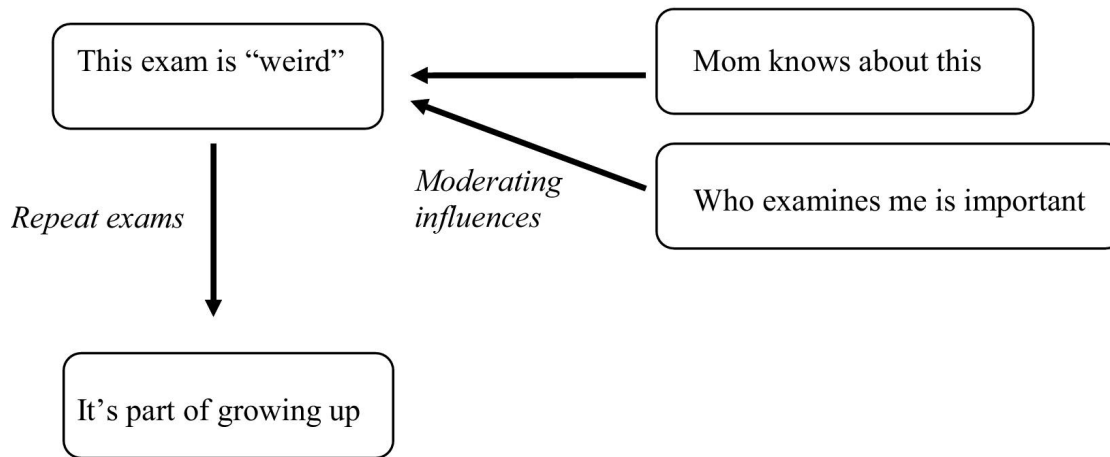 This exam is “weird”
Mom knows about this
Moderating
influences
Who examines me is important
Repeat exams
It’s part of growing up